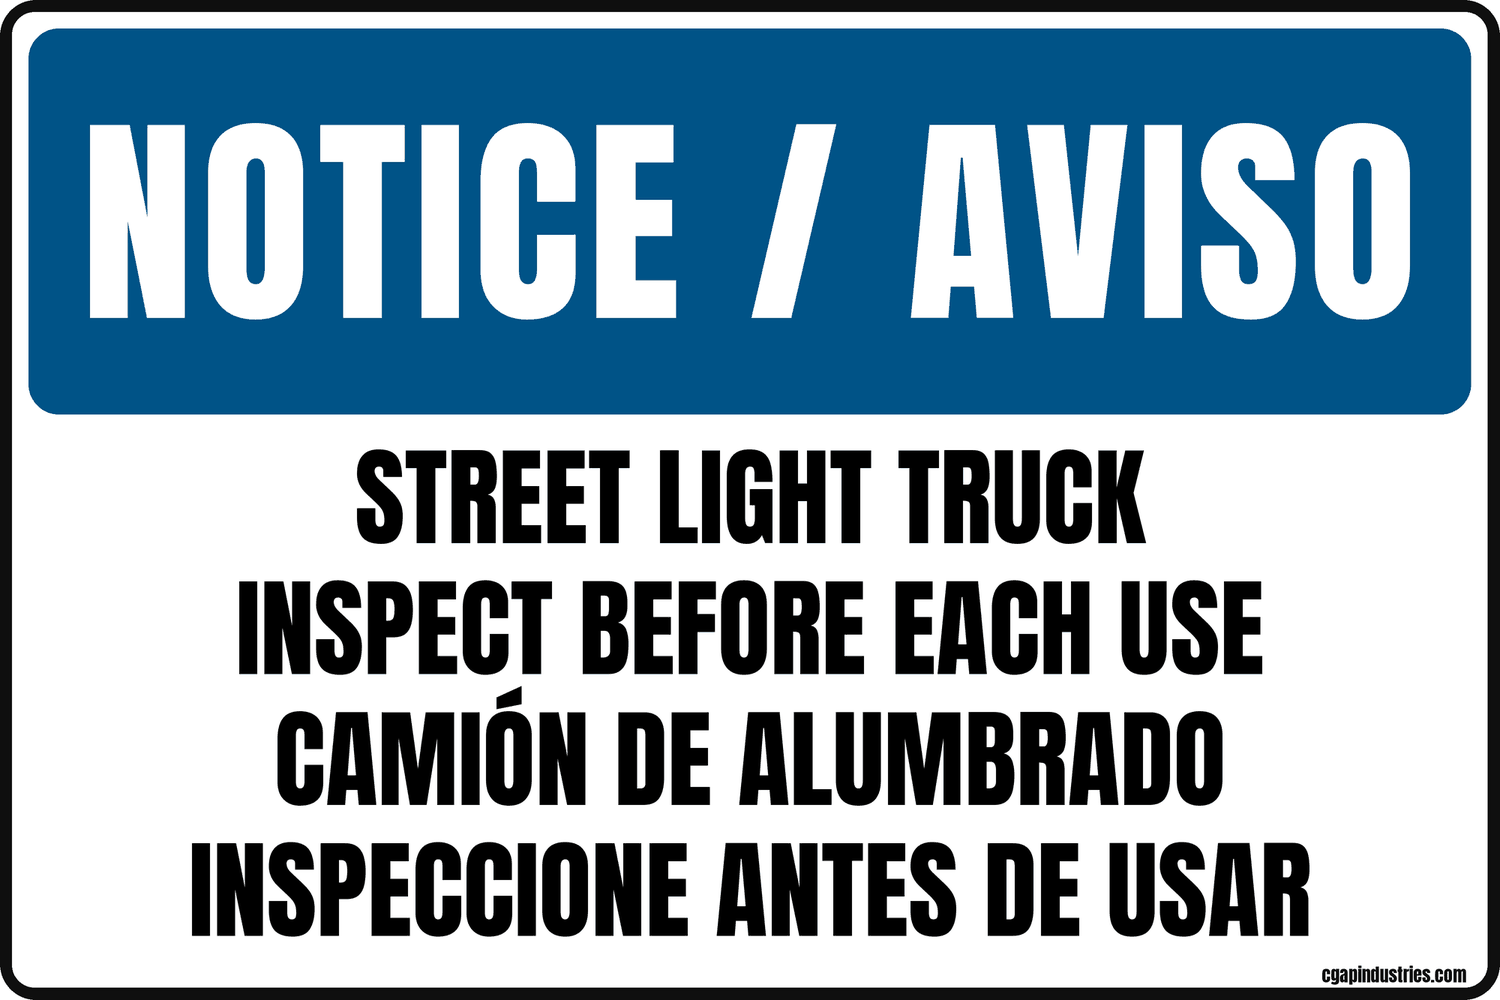 NOTICE / AVISO
STREET LIGHT TRUCK
INSPECT BEFORE EACH USE
CAMIÓN DE ALUMBRADO
INSPECCIONE ANTES DE USAR
cgapindustries.com